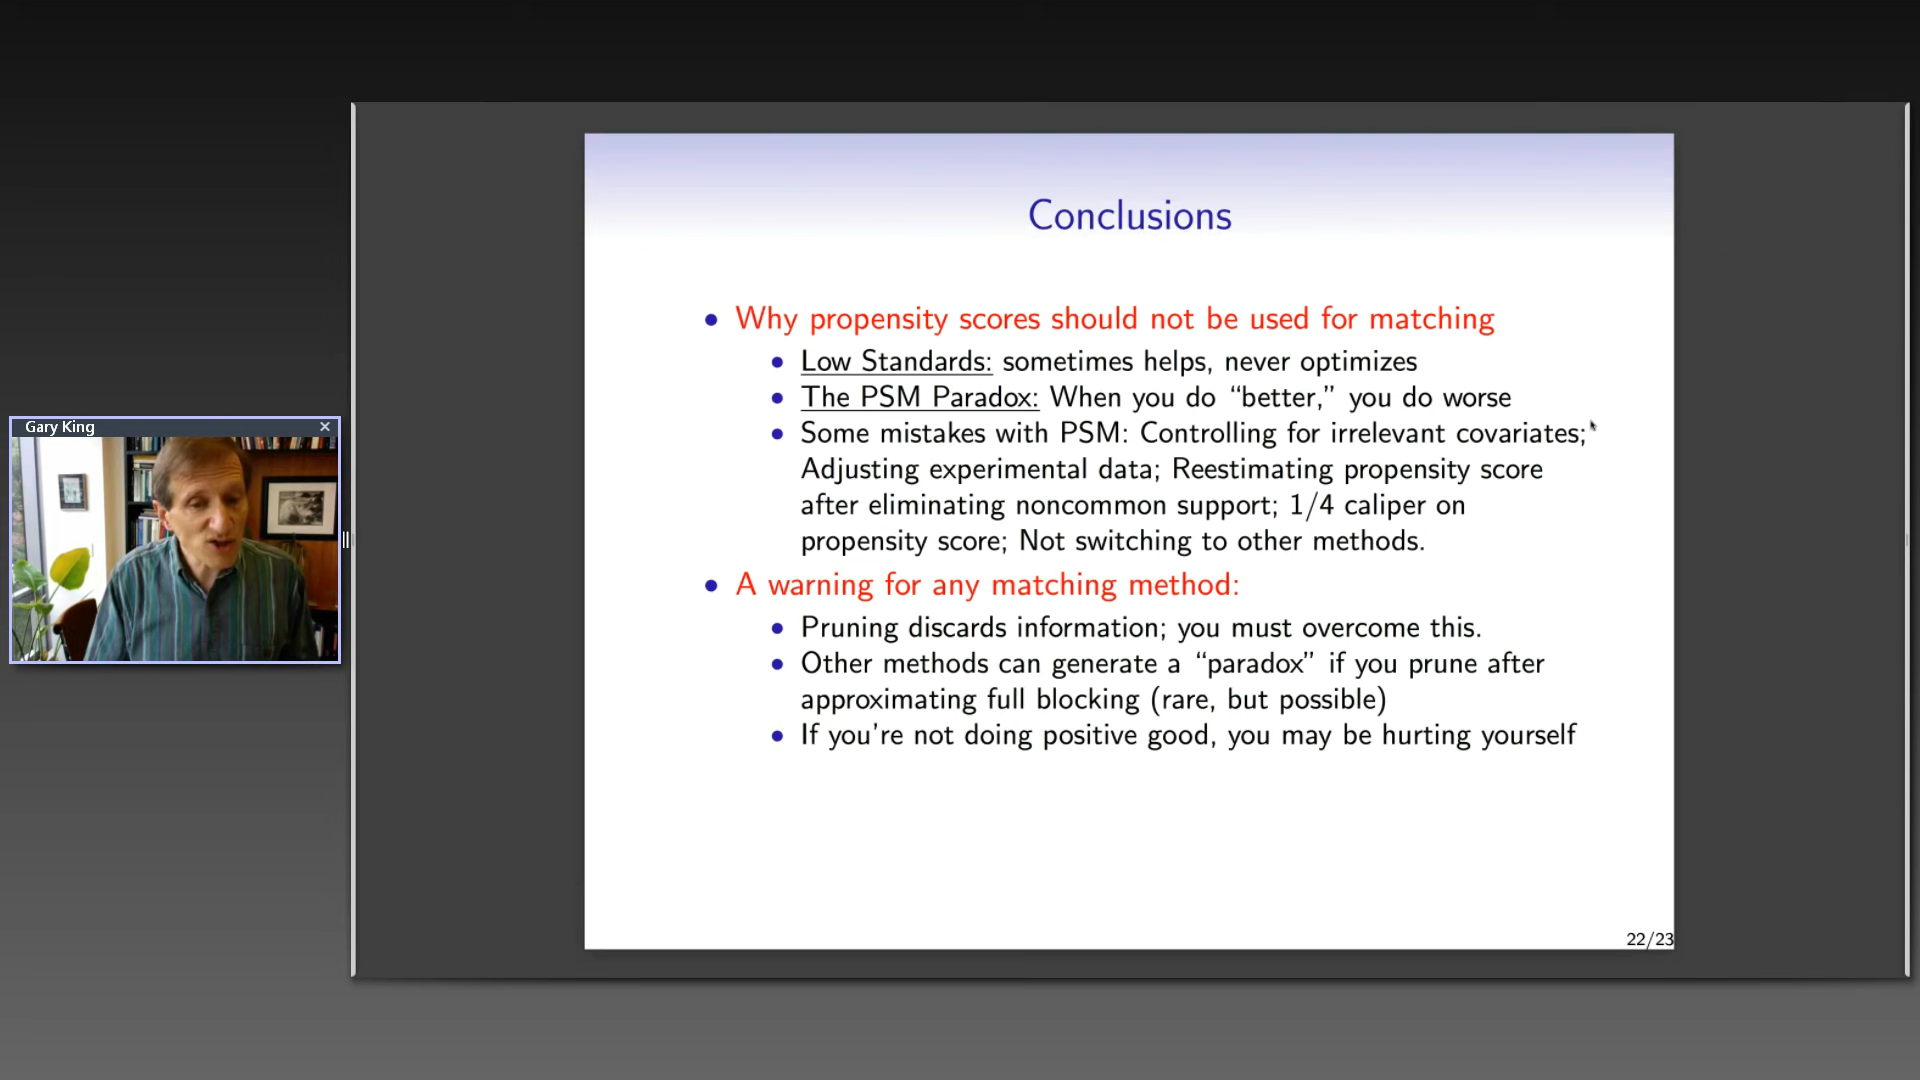 Gary King
Conclusions
• Why propensity scores should not be used for matching
• Low Standards: sometimes helps, never optimizes
• The PSM Paradox: When you do “better,” you do worse
• Some mistakes with PSM: Controlling for irrelevant covariates;
Adjusting experimental data; Reestimating propensity score
after eliminating noncommon support; 1/4 caliper on
propensity score; Not switching to other methods.
• A warning for any matching method:
• Pruning discards information; you must overcome this.
• Other methods can generate a “paradox” if you prune after
approximating full blocking (rare, but possible)
• If you're not doing positive good, you may be hurting yourself
22/23